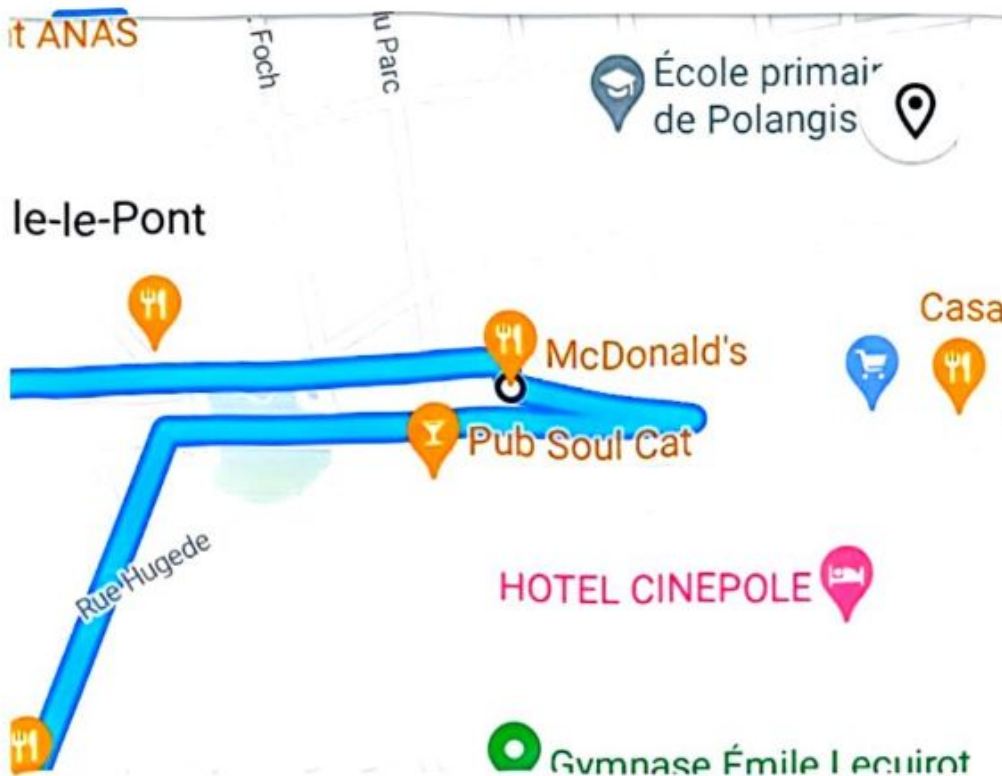 t ANAS
Foch
lu Parc
École primair
de Polangis
le-le-Pont
McDonald's
Casa
Pub Soul Cat
Rue Hugede
HOTEL CINEPOLE
Gymnase Émile Lecuirot